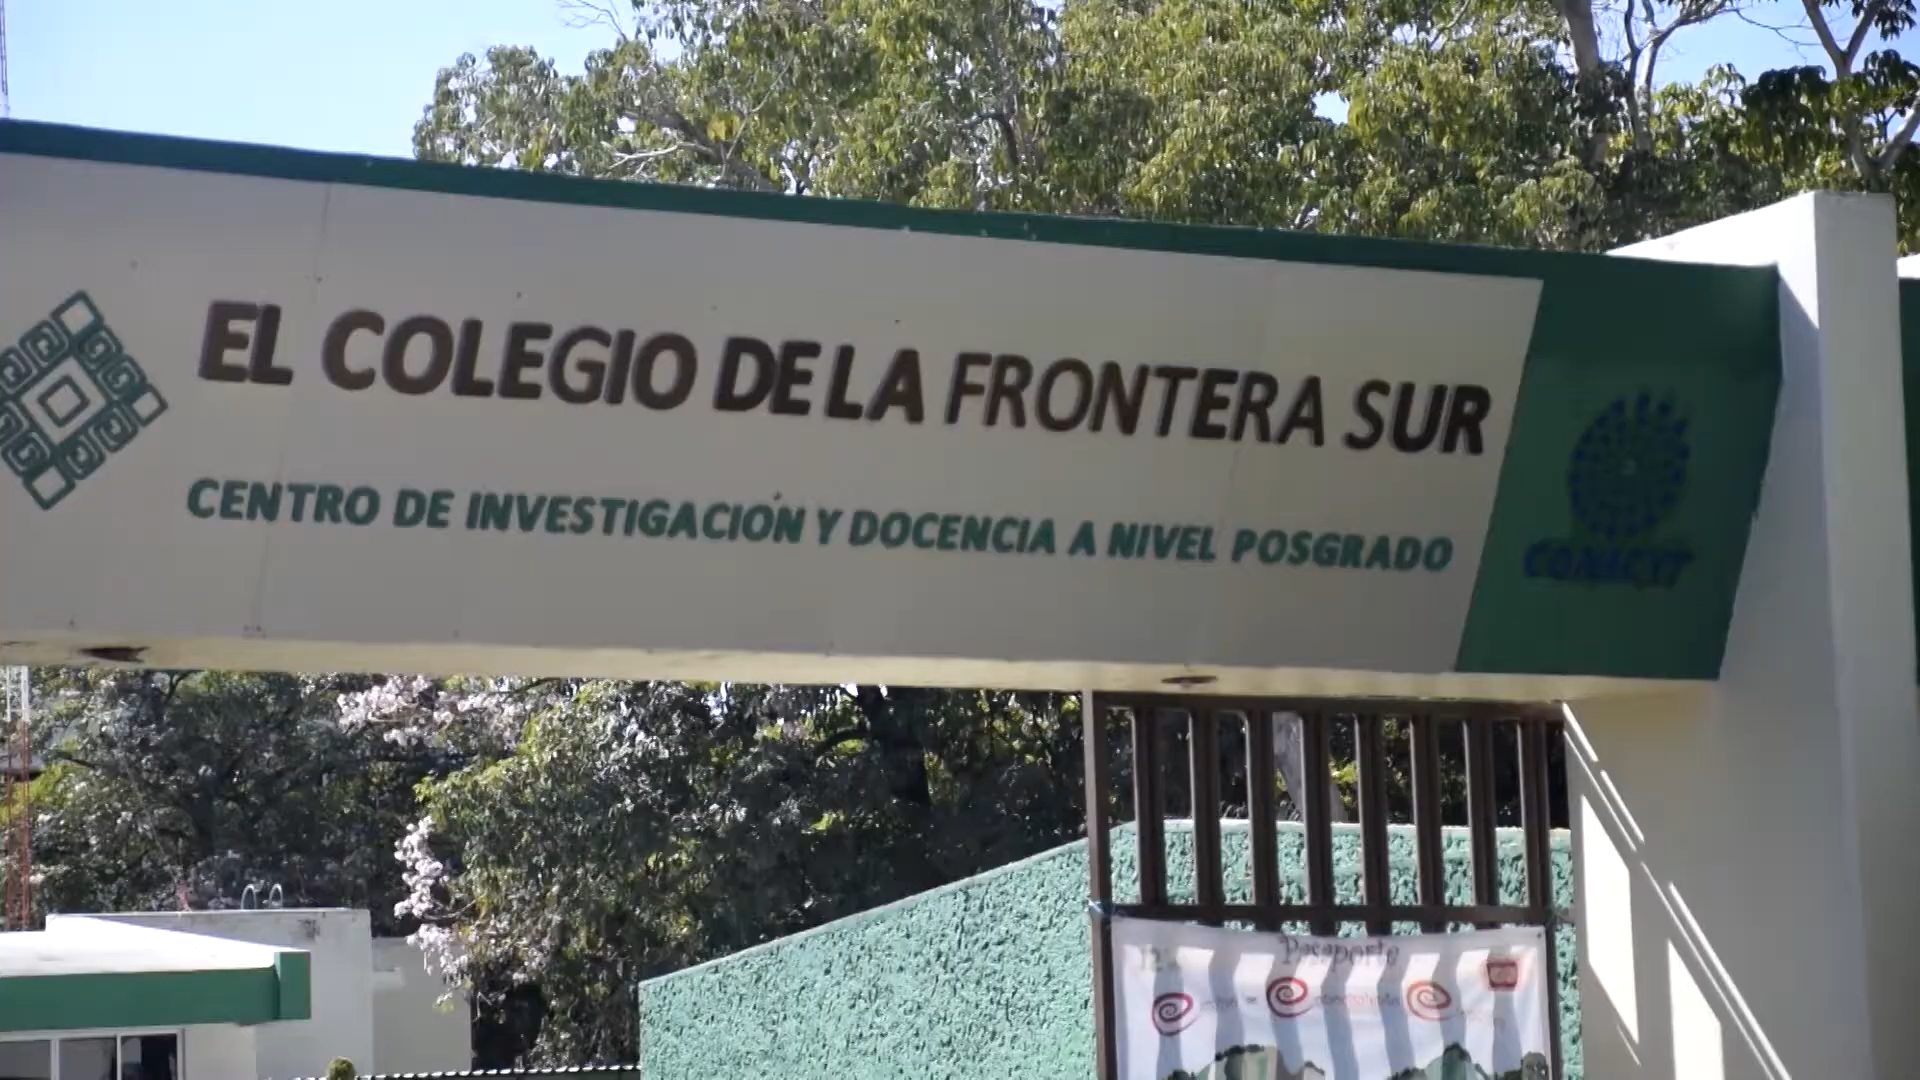 EL COLEGIO DE LA FRONTERA SUR
CENTRO DE INVESTIGACIÓN Y DOCENCIA A NIVEL POSGRADO
CONACYT
Pasaporte